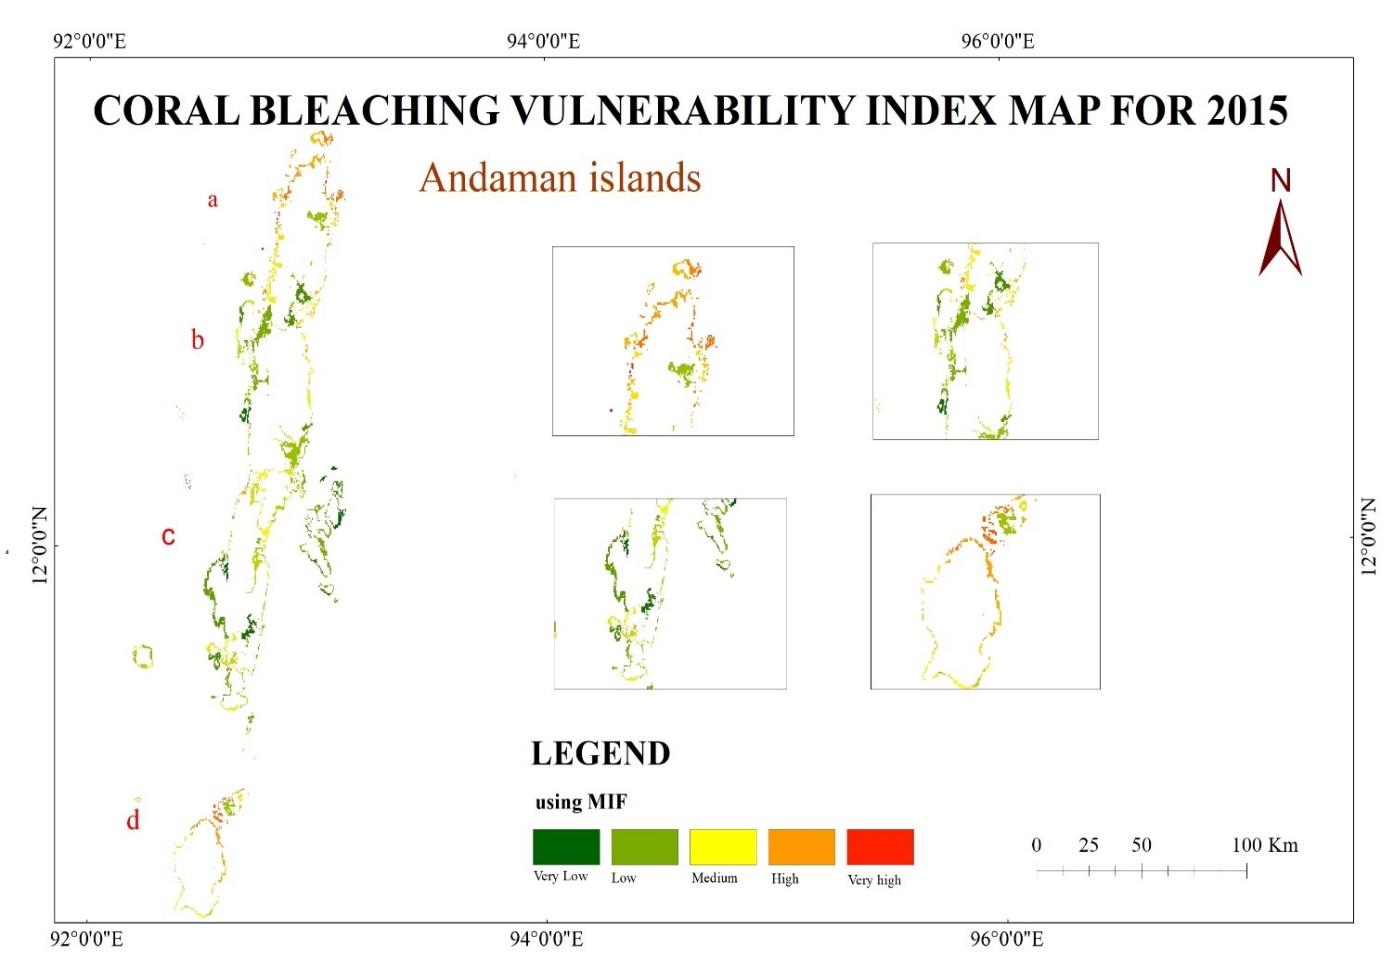 92°0'0"E 94°0'0"E 96°0'0"E
CORAL BLEACHING VULNERABILITY INDEX MAP FOR 2015
Andaman islands
N
a
b
c
12°0'0"N
12°0'0"N
d
LEGEND
using MIF
Very Low Low Medium High Very high
0 25 50 100 Km
92°0'0"E 94°0'0"E 96°0'0"E